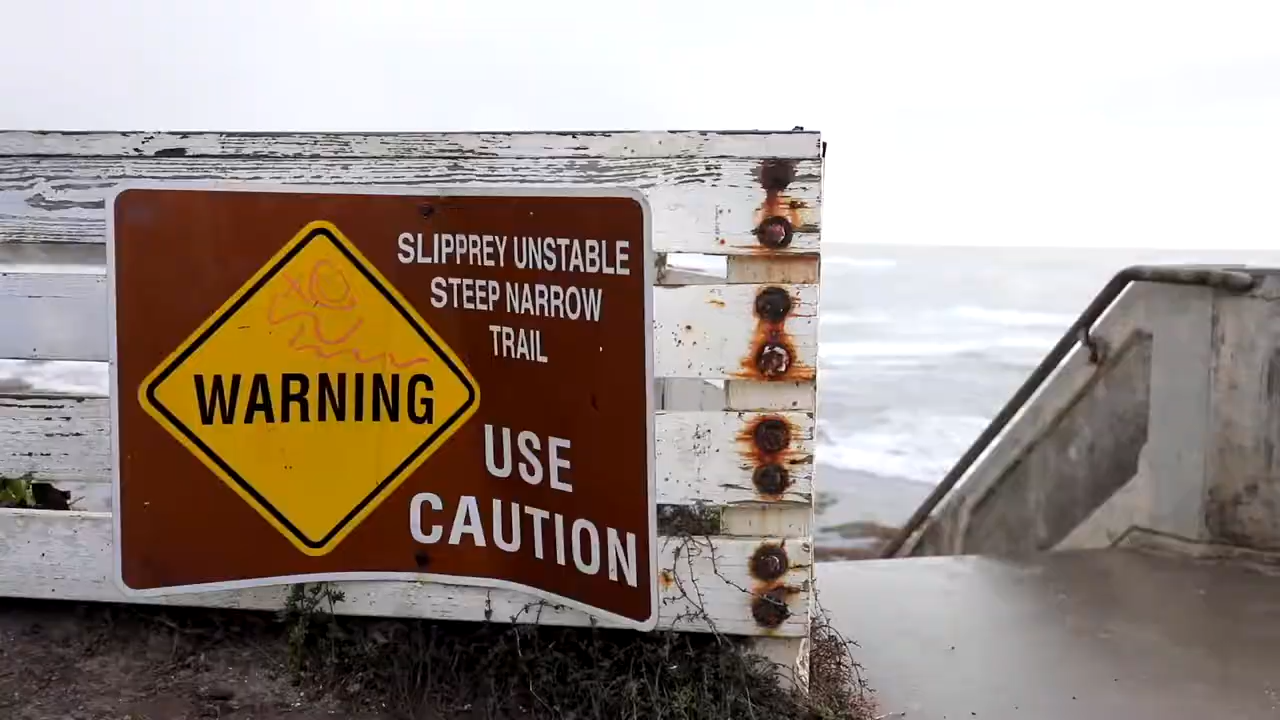 WARNING
SLIPPREY UNSTABLE
STEEP NARROW
TRAIL
USE
CAUTION